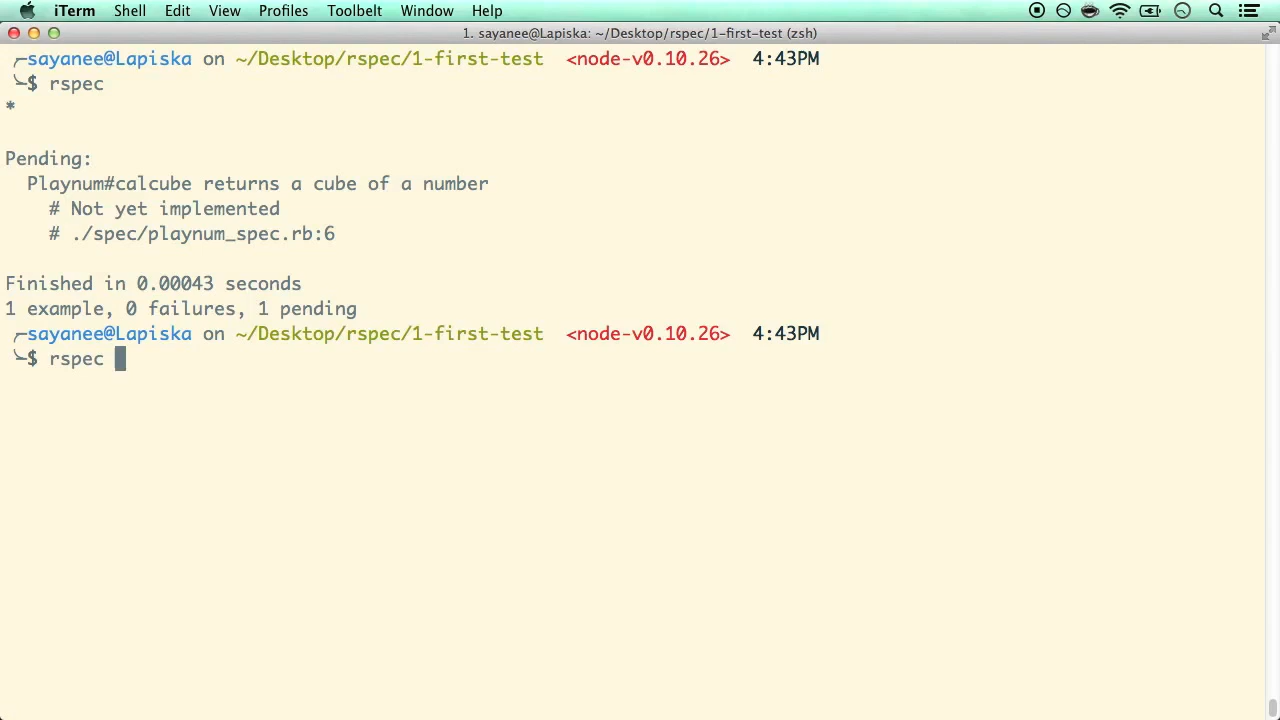 iTerm Shell Edit View Profiles Toolbelt Window Help
1. sayanee@Lapiska: ~/Desktop/rspec/1-first-test (zsh)
╭─sayanee@Lapiska on ~/Desktop/rspec/1-first-test <node-v0.10.26> 4:43PM
╰─$ rspec
*
Pending:
Playnum#calcube returns a cube of a number
# Not yet implemented
# ./spec/playnum_spec.rb:6
Finished in 0.00043 seconds
1 example, 0 failures, 1 pending
╭─sayanee@Lapiska on ~/Desktop/rspec/1-first-test <node-v0.10.26> 4:43PM
╰─$ rspec